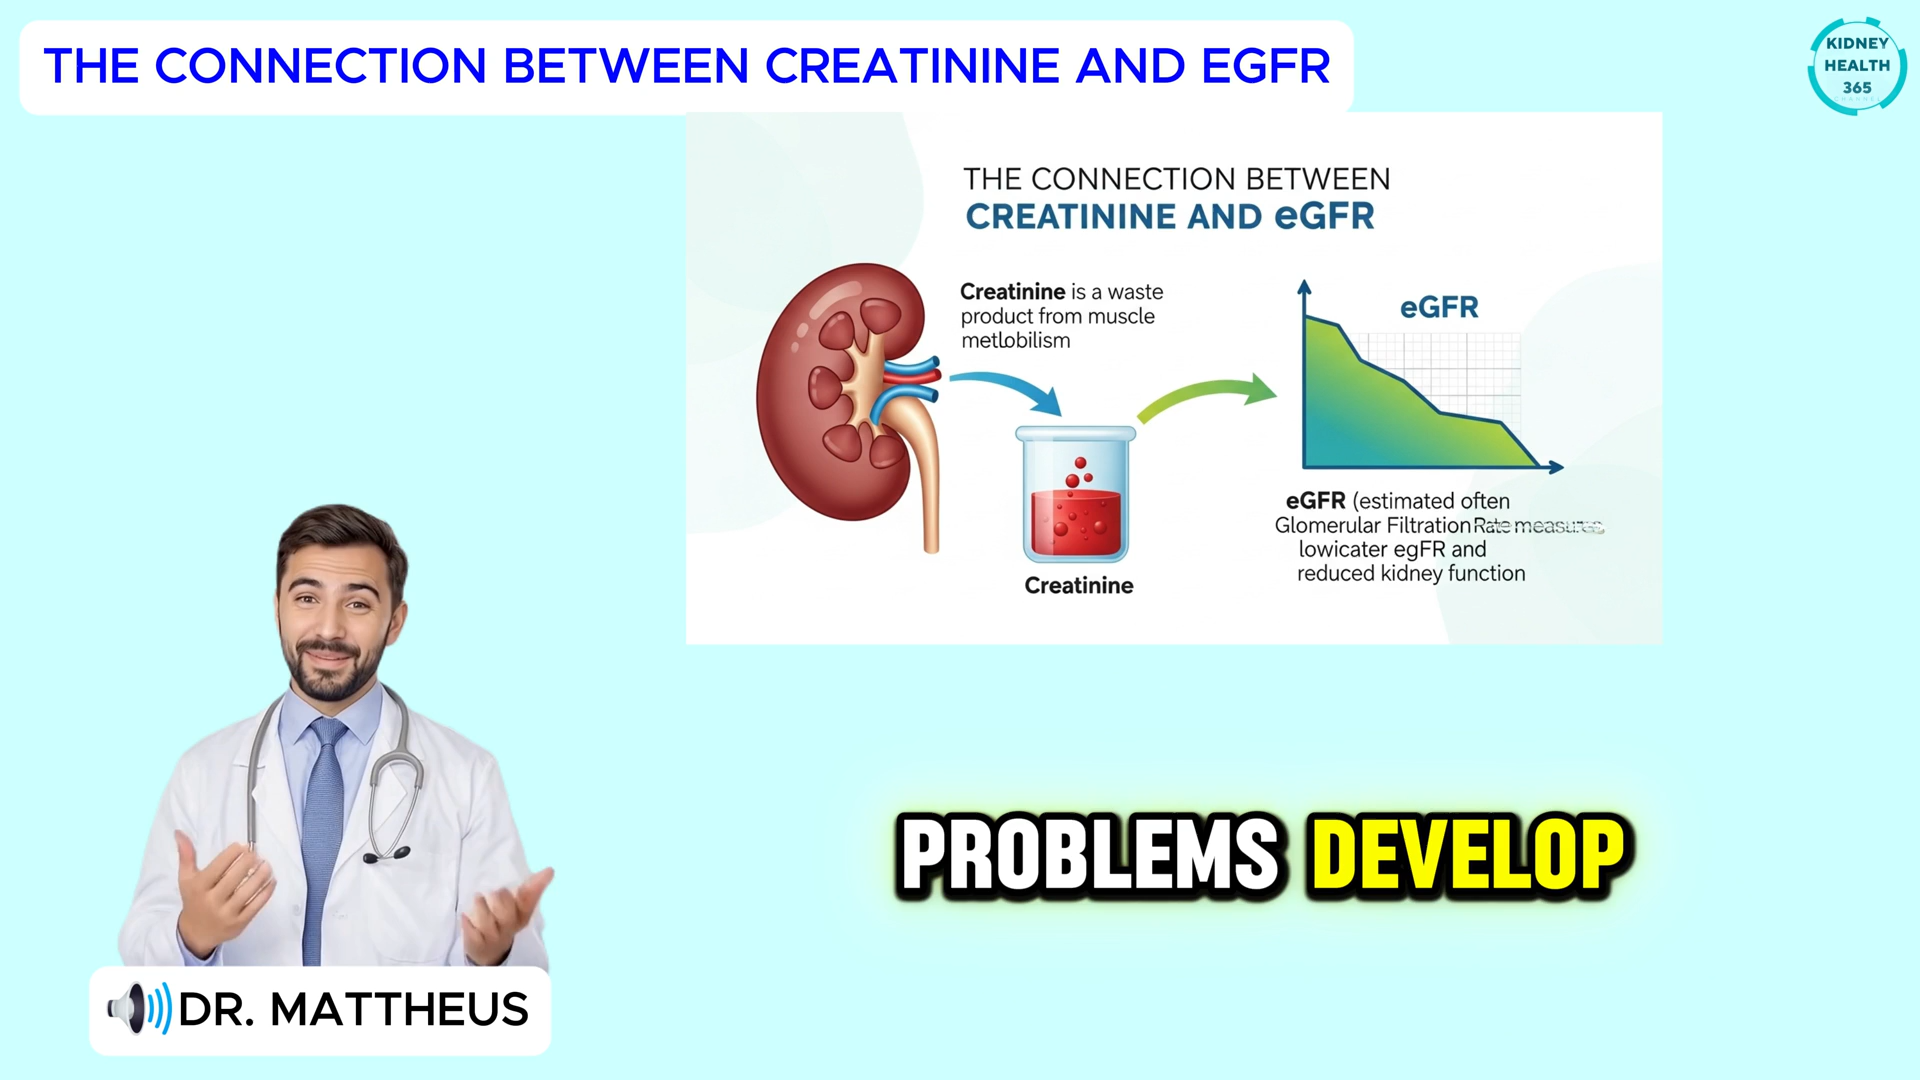 THE CONNECTION BETWEEN CREATININE AND EGFR
KIDNEY
HEALTH
365
THE CONNECTION BETWEEN
CREATININE AND eGFR
Creatinine is a waste
product from muscle
metlobilism
eGFR
Creatinine
eGFR (estimated often
Glomerular Filtration Rate measures
lowicater egFR and
reduced kidney function
PROBLEMS DEVELOP
DR. MATTHEUS